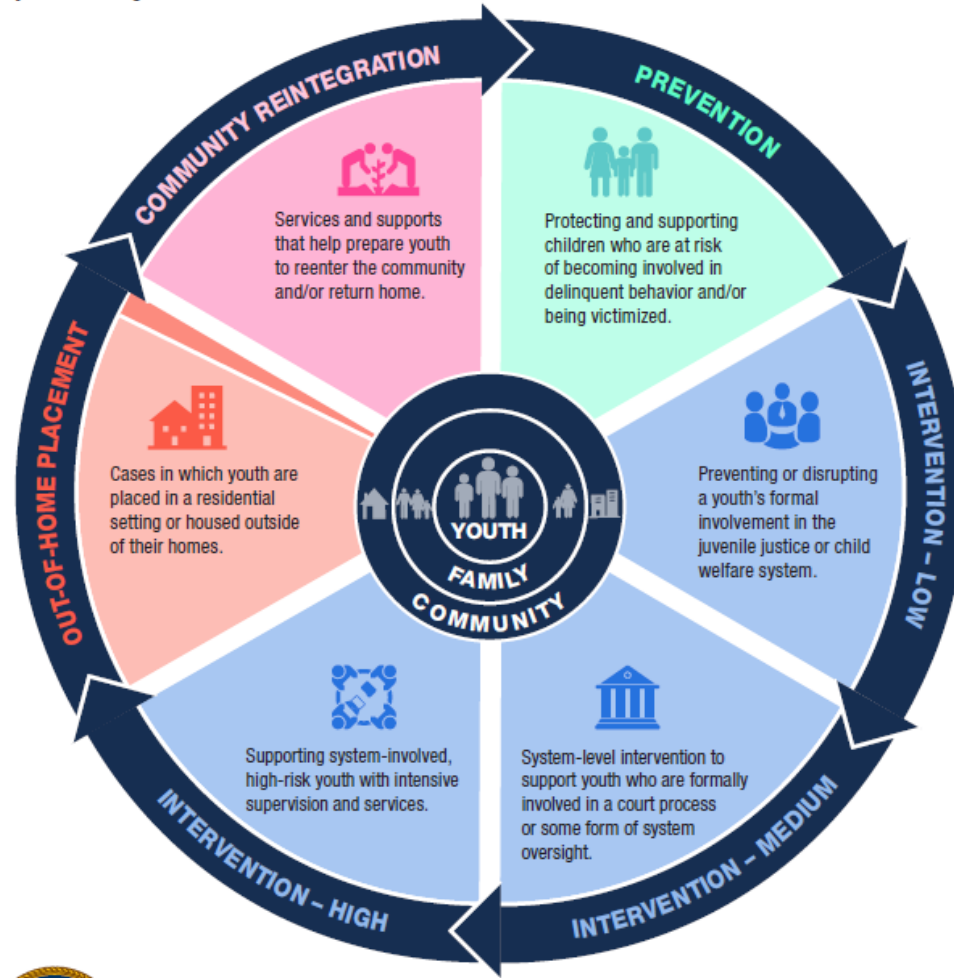 COMMUNITY REINTEGRATION
Services and supports
that help prepare youth
to reenter the community
and/or return home.
PREVENTION
Protecting and supporting
children who are at risk
of becoming involved in
delinquent behavior and/or
being victimized.
INTERVENTION – LOW
Preventing or disrupting
a youth's formal
involvement in the
juvenile justice or child
welfare system.
INTERVENTION – MEDIUM
System-level intervention to
support youth who are formally
involved in a court process
or some form of system
oversight.
INTERVENTION – HIGH
Supporting system-involved,
high-risk youth with intensive
supervision and services.
OUT-OF-HOME PLACEMENT
Cases in which youth are
placed in a residential
setting or housed outside
of their homes.
YOUTH
FAMILY
COMMUNITY